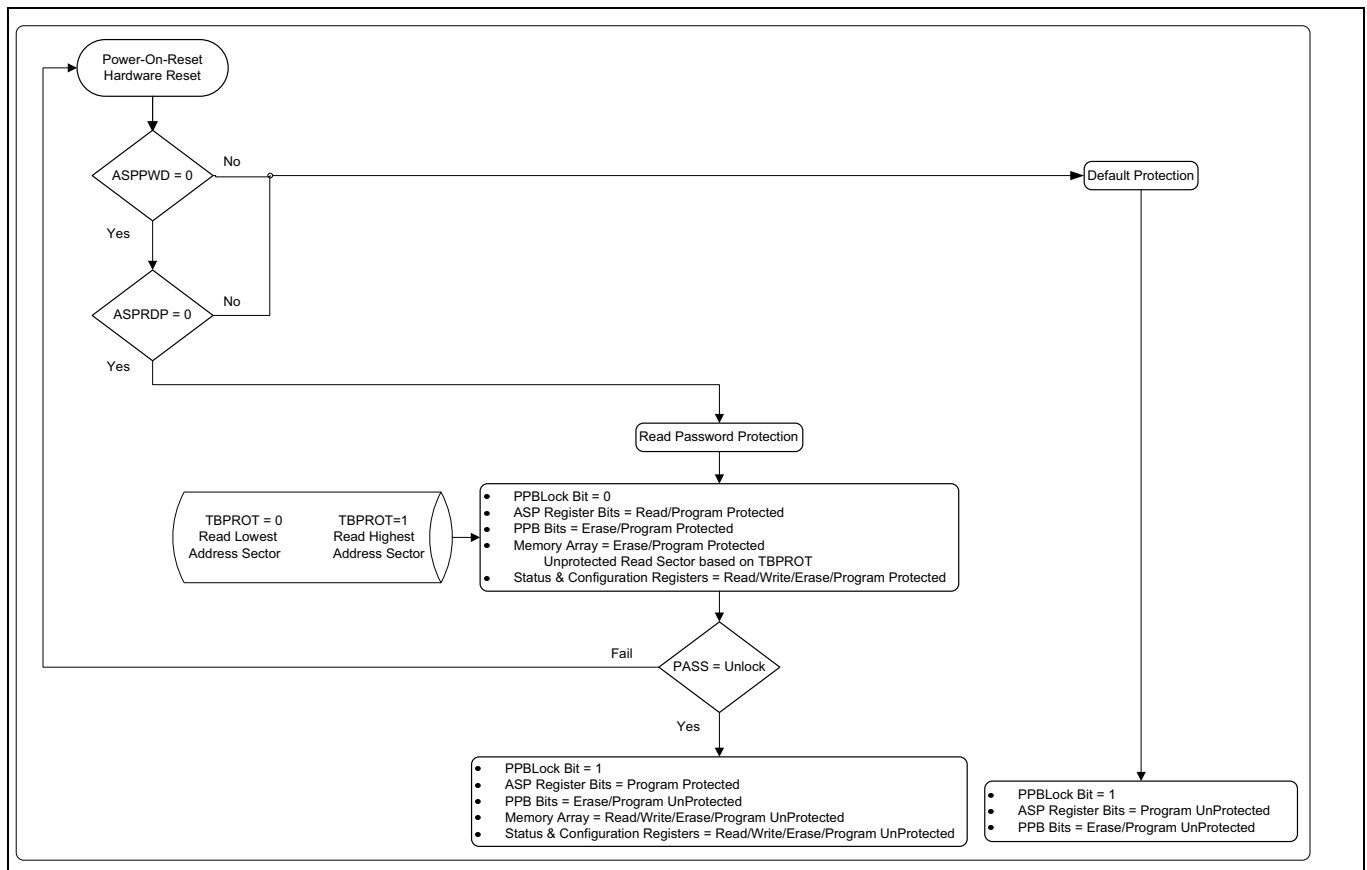 Power-On-Reset
Hardware Reset
No
ASPPWD = 0
Default Protection
Yes
No
ASPRDP = 0
Yes
Read Password Protection
• PPBLock Bit = 0
• ASP Register Bits = Read/Program Protected
• PPB Bits = Erase/Program Protected
• Memory Array = Erase/Program Protected
Unprotected Read Sector based on TBPROT
• Status & Configuration Registers = Read/Write/Erase/Program Protected
TBPROT = 0
Read Lowest
Address Sector
TBPROT=1
Read Highest
Address Sector
Fail
PASS = Unlock
Yes
• PPBLock Bit = 1
• ASP Register Bits = Program Protected
• PPB Bits = Erase/Program UnProtected
• Memory Array = Read/Write/Erase/Program UnProtected
• Status & Configuration Registers = Read/Write/Erase/Program UnProtected
• PPBLock Bit = 1
• ASP Register Bits = Program UnProtected
• PPB Bits = Erase/Program UnProtected